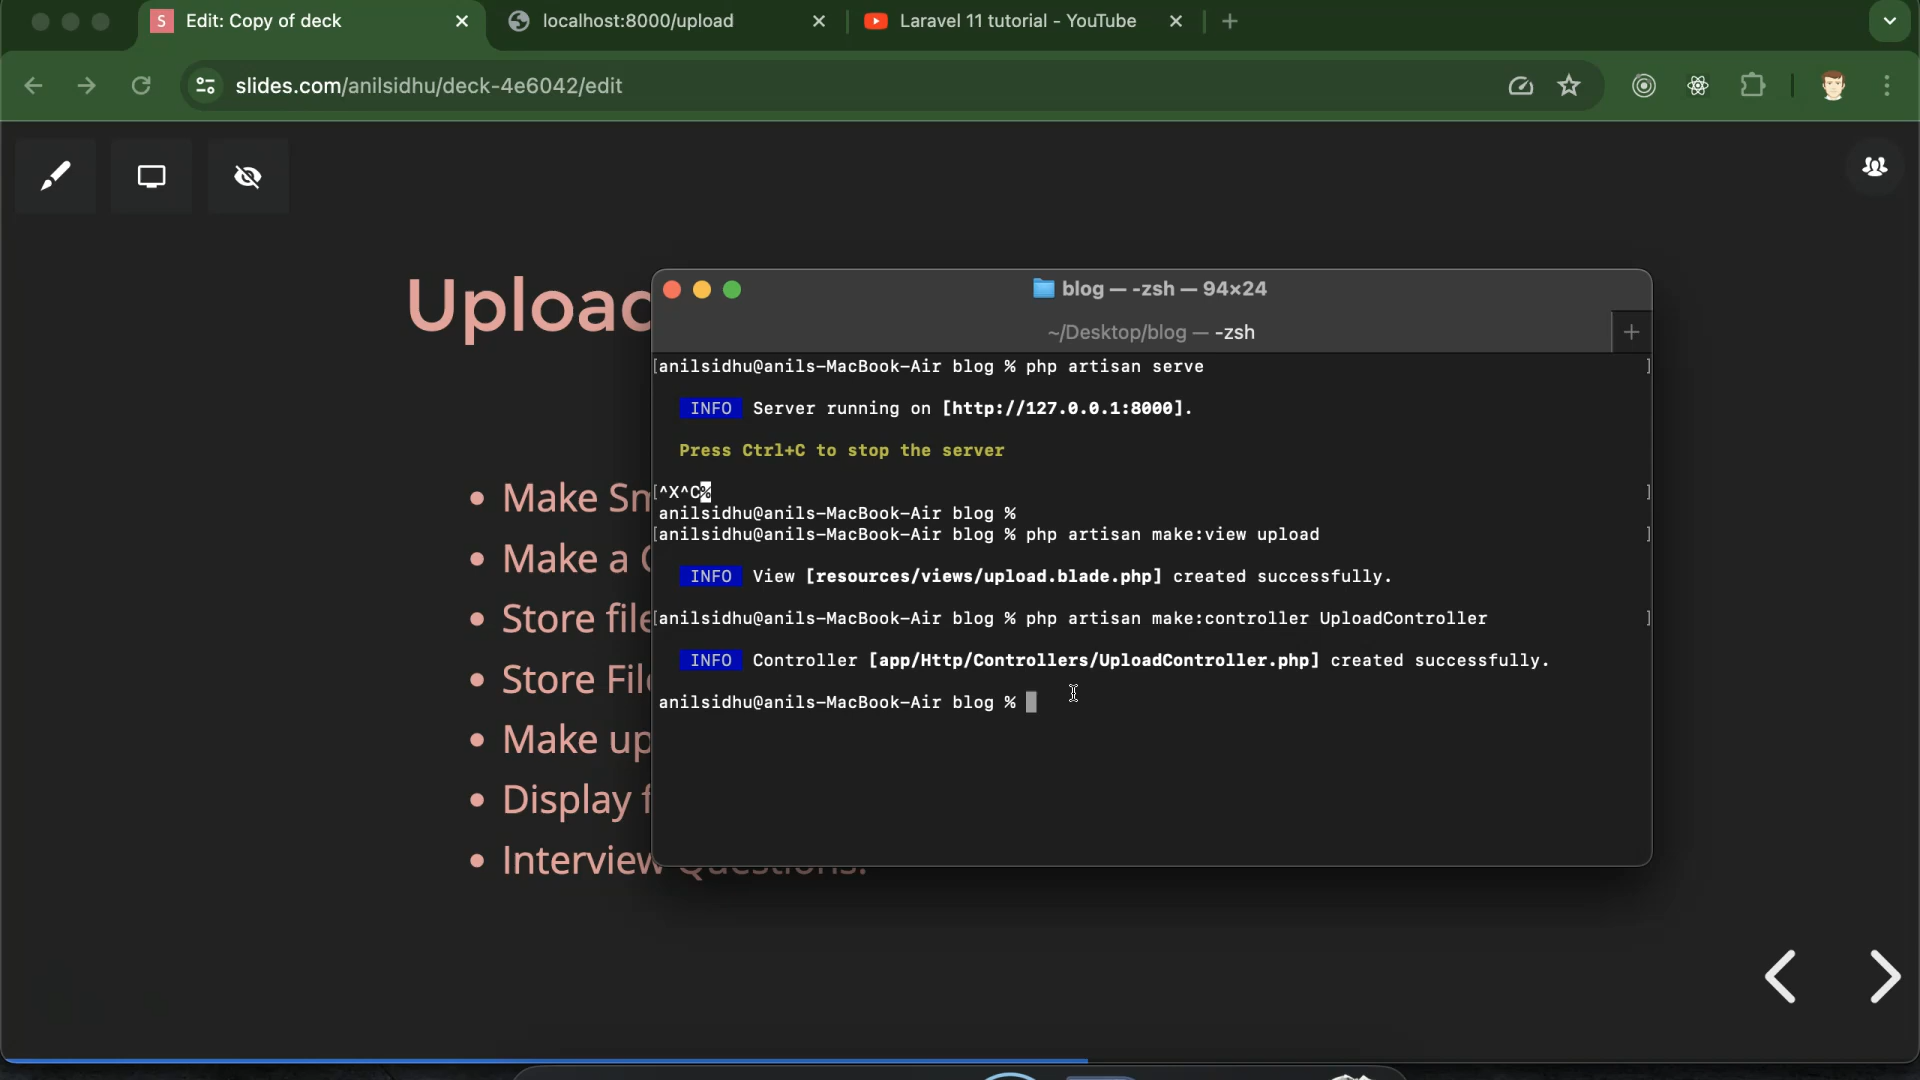 S Edit: Copy of deck
localhost:8000/upload
Laravel 11 tutorial - YouTube
slides.com/anilsidhu/deck-4e6042/edit
Upload
blog — -zsh — 94×24
~/Desktop/blog — -zsh
[anilsidhu@anils-MacBook-Air blog % php artisan serve ]
INFO Server running on [http://127.0.0.1:8000].
Press Ctrl+C to stop the server
[^X^C% ]
anilsidhu@anils-MacBook-Air blog %
[anilsidhu@anils-MacBook-Air blog % php artisan make:view upload ]
INFO View [resources/views/upload.blade.php] created successfully.
[anilsidhu@anils-MacBook-Air blog % php artisan make:controller UploadController ]
INFO Controller [app/Http/Controllers/UploadController.php] created successfully.
anilsidhu@anils-MacBook-Air blog %
• Make
• Make a
• Store file
• Store
• Make
• Display
• Interview Questions.